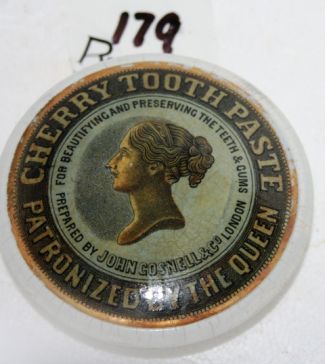 R 179
CHERRY TOOTH PASTE
PATRONIZED BY THE QUEEN
FOR BEAUTIFYING AND PRESERVING THE TEETH & GUMS
PREPARED BY JOHN GOSNELL & Co LONDON